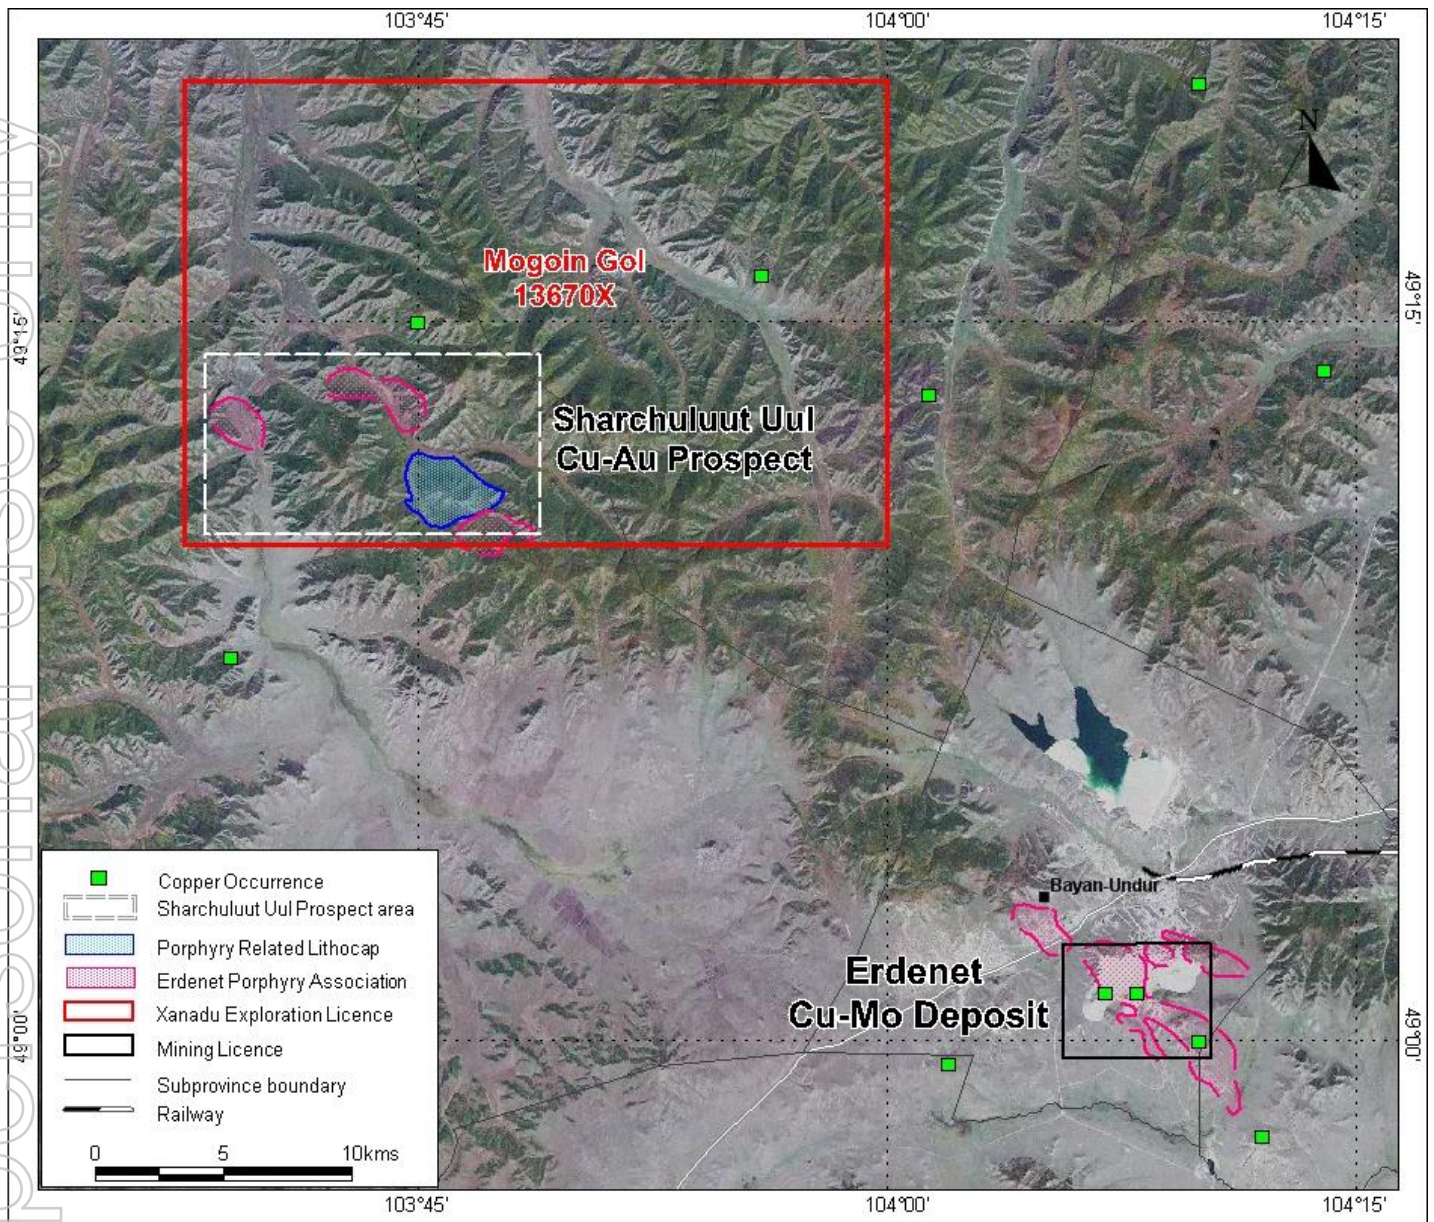 103°45'
104°00'
104°15'
N
Mogoin Gol
13670X
49°15'
49°15'
Sharchuluut Uul
Cu-Au Prospect
Bayan-Undur
Erdenet
Cu-Mo Deposit
49°00'
49°00'
Copper Occurrence
Sharchuluut Uul Prospect area
Porphyry Related Lithocap
Erdenet Porphyry Association
Xanadu Exploration Licence
Mining Licence
Subprovince boundary
Railway
0 5 10kms
103°45'
104°00'
104°15'
personal use only